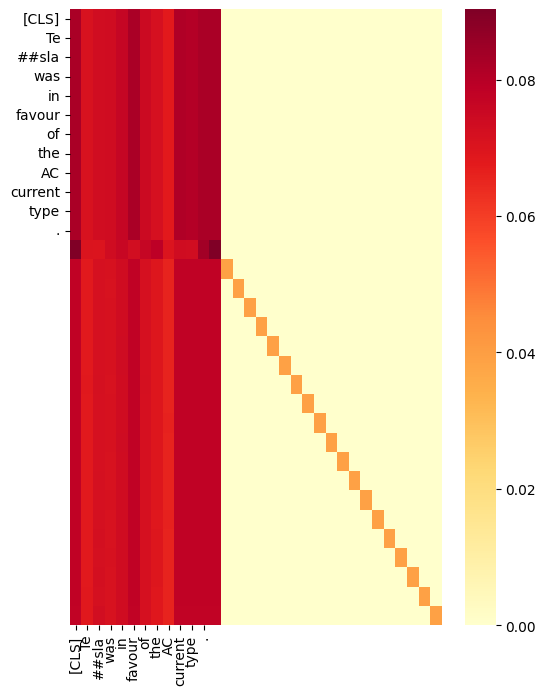 [CLS]
Te
##sla
was
in
favour
of
the
AC
current
type
.
0.08
0.06
0.04
0.02
0.00
[CLS]
Te
##sla
was
in
favour
of
the
AC
current
type
.